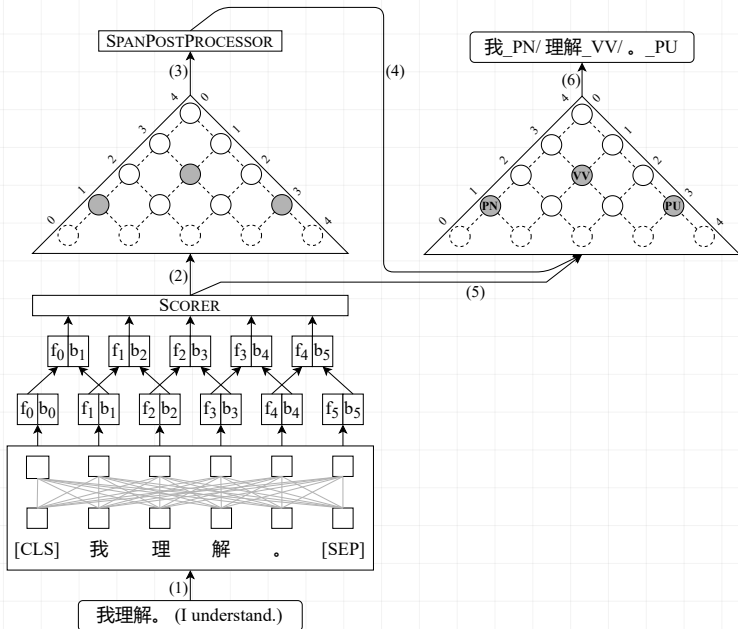 SPANPOSTPROCESSOR
我_PN/ 理解_VV/ 。_PU
(3)
(4)
(6)
4 0
3 1
2 2
1 3
0 4
4 0
3 1
2 VV 2
1 PN PU 3
0 4
(2)
(5)
SCORER
f0 b1 f1 b2 f2 b3 f3 b4 f4 b5
f0 b0 f1 b1 f2 b2 f3 b3 f4 b4 f5 b5
[CLS] 我 理 解 。 [SEP]
(1)
我理解。 (I understand.)